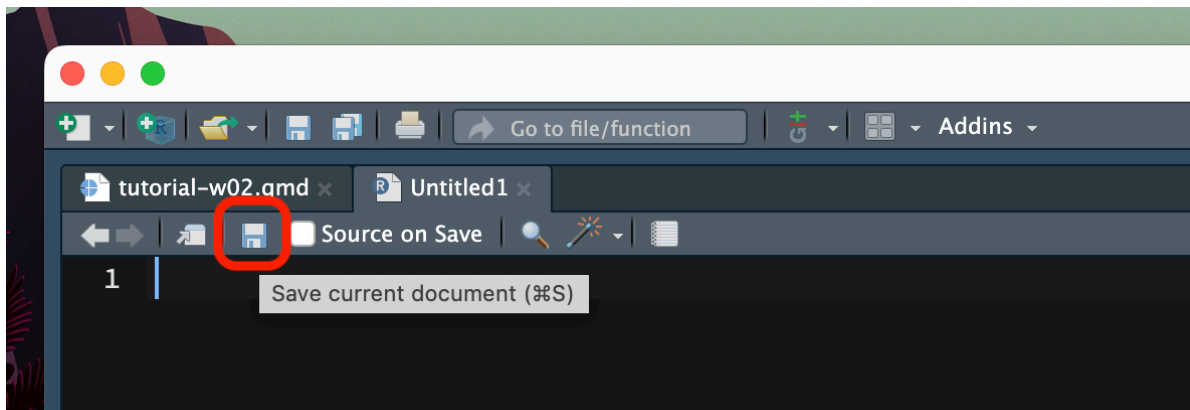 Go to file/function
Addins
tutorial-w02.qmd
Untitled1
Source on Save
1
Save current document (⌘S)